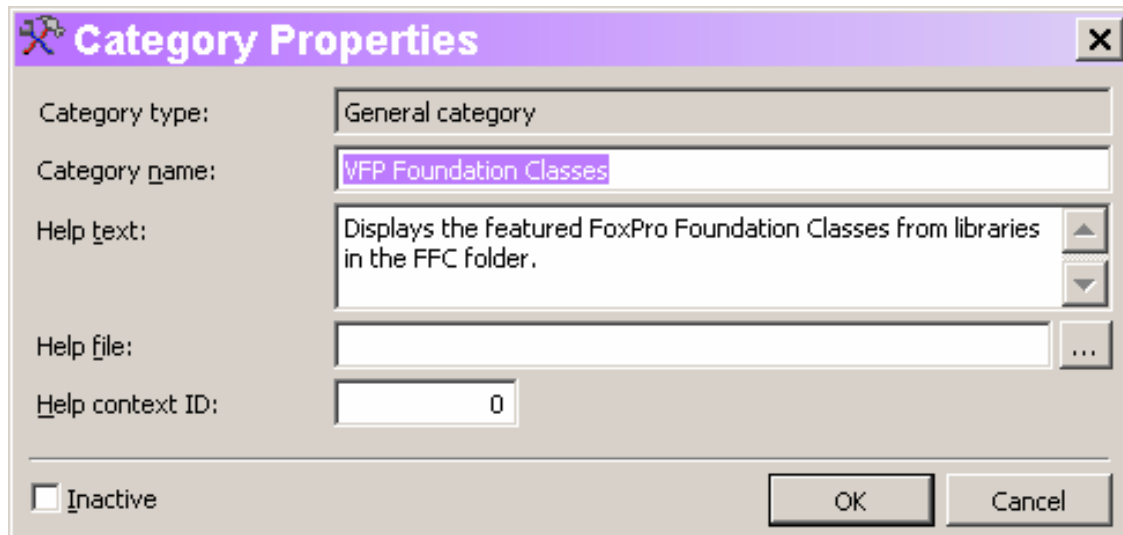 Category Properties
Category type:
General category
Category name:
VFP Foundation Classes
Help text:
Displays the featured FoxPro Foundation Classes from libraries
in the FFC folder.
Help file:
...
Help context ID:
0
Inactive
OK
Cancel